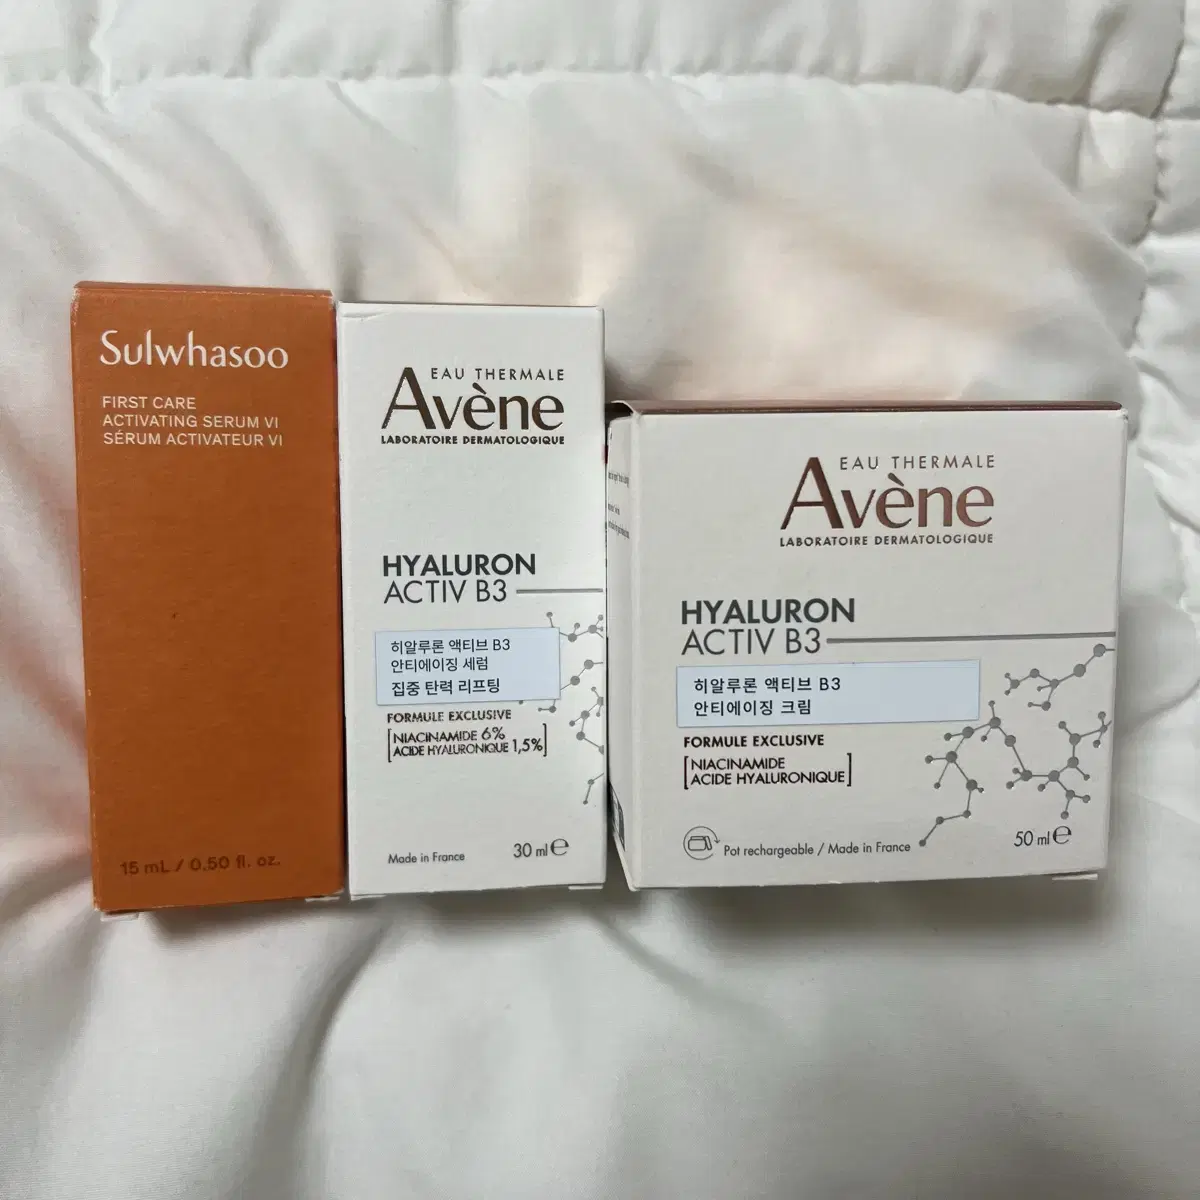 Sulwhasoo
FIRST CARE
ACTIVATING SERUM VI
SÉRUM ACTIVATEUR VI
15 mL / 0.50 fl. oz.
EAU THERMALE
Avène
LABORATOIRE DERMATOLOGIQUE
HYALURON
ACTIV B3
히알루론 액티브 B3
안티에이징 세럼
집중 탄력 리프팅
FORMULE EXCLUSIVE
[NIACINAMIDE 6%
ACIDE HYALURONIQUE 1,5%]
Made in France
30 ml ℮
EAU THERMALE
Avène
LABORATOIRE DERMATOLOGIQUE
HYALURON
ACTIV B3
히알루론 액티브 B3
안티에이징 크림
FORMULE EXCLUSIVE
[NIACINAMIDE
ACIDE HYALURONIQUE]
Pot rechargeable / Made in France
50 ml ℮